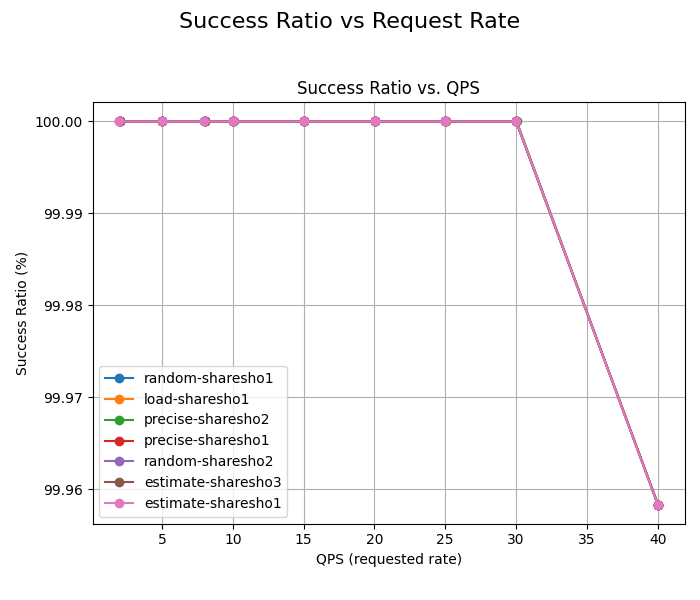 Success Ratio vs Request Rate
Success Ratio vs. QPS
100.00
99.99
99.98
99.97
99.96
Success Ratio (%)
random-sharesho1
load-sharesho1
precise-sharesho2
precise-sharesho1
random-sharesho2
estimate-sharesho3
estimate-sharesho1
5 10 15 20 25 30 35 40
QPS (requested rate)